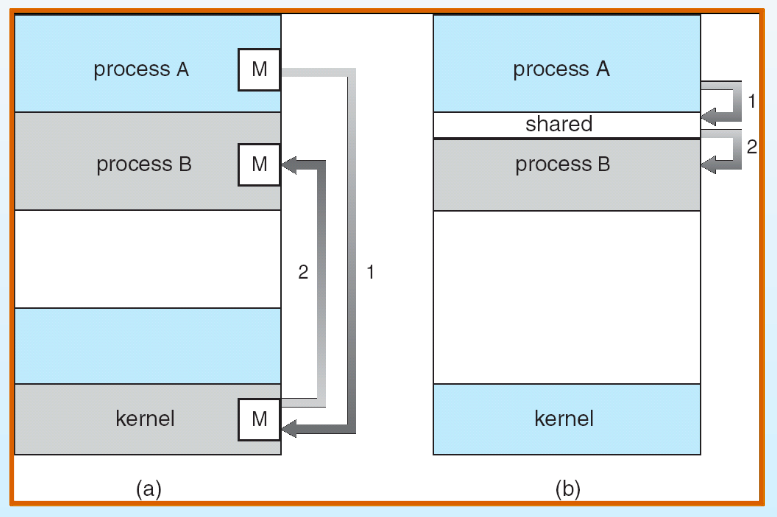 process A
M
process B
M
2
1
kernel
M
(a)
process A
1
shared
2
process B
kernel
(b)